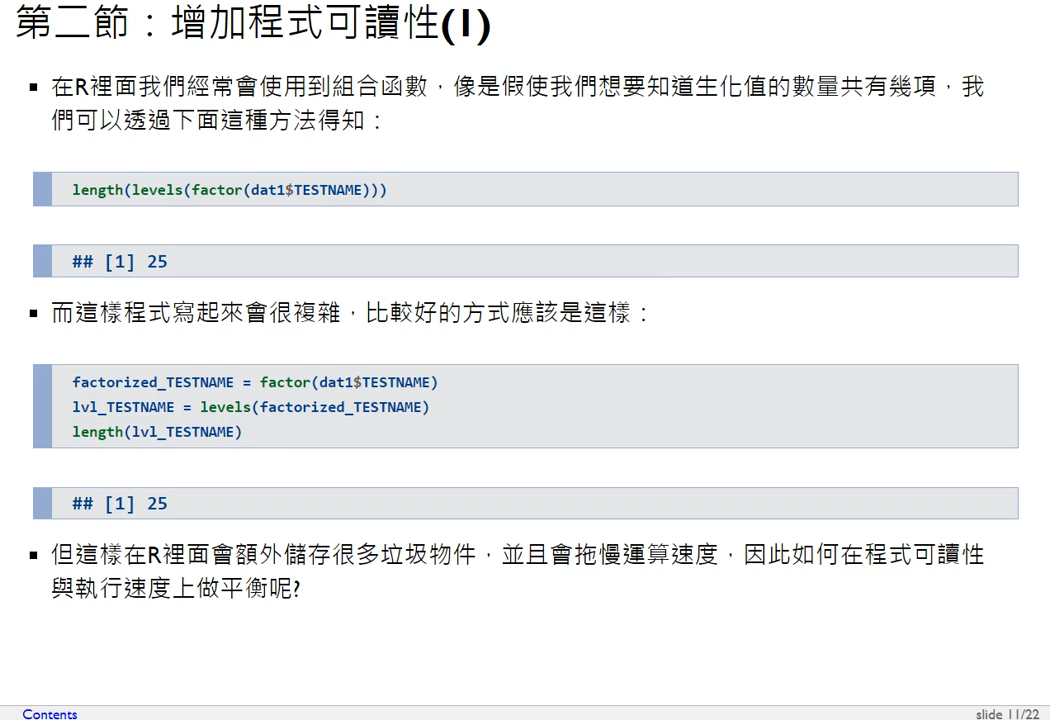 第二節：增加程式可讀性(1)
在R裡面我們經常會使用到組合函數，像是假使我們想要知道生化值的數量共有幾項，我
們可以透過下面這種方法得知：
length(levels(factor(dat1$TESTNAME)))
## [1] 25
而這樣程式寫起來會很複雜，比較好的方式應該是這樣：
factorized_TESTNAME = factor(dat1$TESTNAME)
lvl_TESTNAME = levels(factorized_TESTNAME)
length(lvl_TESTNAME)
## [1] 25
但這樣在R裡面會額外儲存很多垃圾物件，並且會拖慢運算速度，因此如何在程式可讀性
與執行速度上做平衡呢?
Contents
slide 11/22